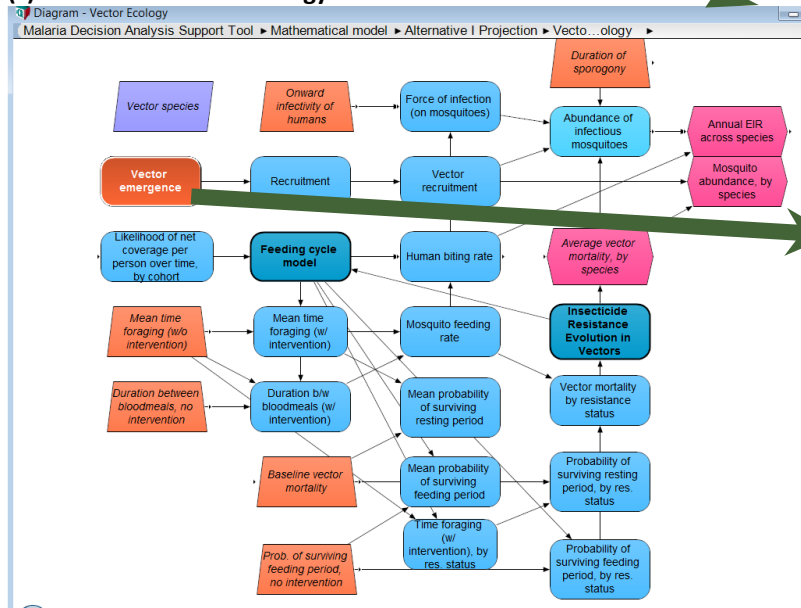 Diagram - Vector Ecology
Malaria Decision Analysis Support Tool ► Mathematical model ► Alternative I Projection ► Vecto…ology ►
Duration of
sporogony
Vector species
Onward
infectivity of
humans
Force of infection
(on mosquitoes)
Abundance of
infectious
mosquitoes
Annual EIR
across species
Vector
emergence
Recruitment
Vector
recruitment
Mosquito
abundance, by
species
Likelihood of net
coverage per
person over time,
by cohort
Feeding cycle
model
Human biting rate
Average vector
mortality, by
species
Mean time
foraging (w/o
intervention)
Mean time
foraging (w/
intervention)
Mosquito feeding
rate
Insecticide
Resistance
Evolution in
Vectors
Duration between
bloodmeals, no
intervention
Duration b/w
bloodmeals (w/
intervention)
Mean probability
of surviving
resting period
Vector mortality
by resistance
status
Baseline vector
mortality
Mean probability
of surviving
feeding period
Probability of
surviving resting
period, by res.
status
Prob. of surviving
feeding period,
no intervention
Time foraging
(w/
intervention), by
res. status
Probability of
surviving feeding
period, by res.
status